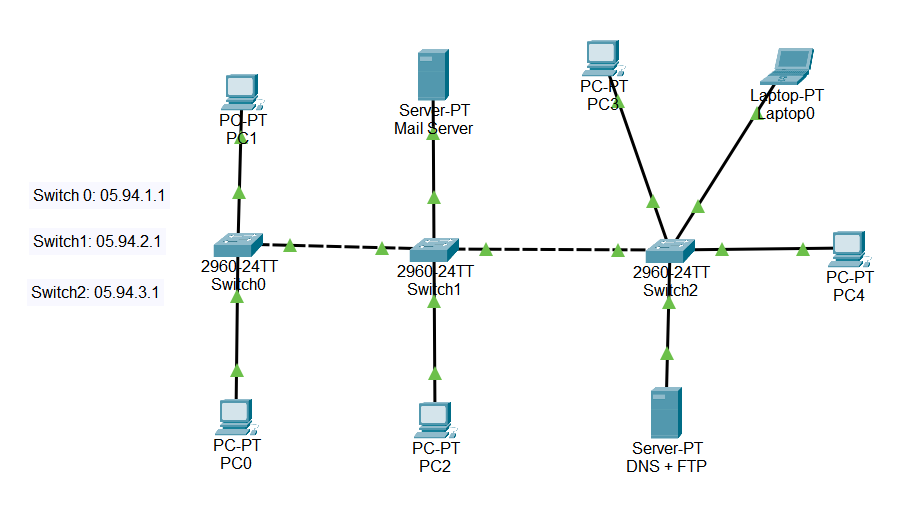 PC-PT
PC1
Server-PT
Mail Server
PC-PT
PC3
Laptop-PT
Laptop0
Switch 0: 05.94.1.1
Switch1: 05.94.2.1
Switch2: 05.94.3.1
2960-24TT
Switch0
2960-24TT
Switch1
2960-24TT
Switch2
PC-PT
PC4
PC-PT
PC0
PC-PT
PC2
Server-PT
DNS + FTP